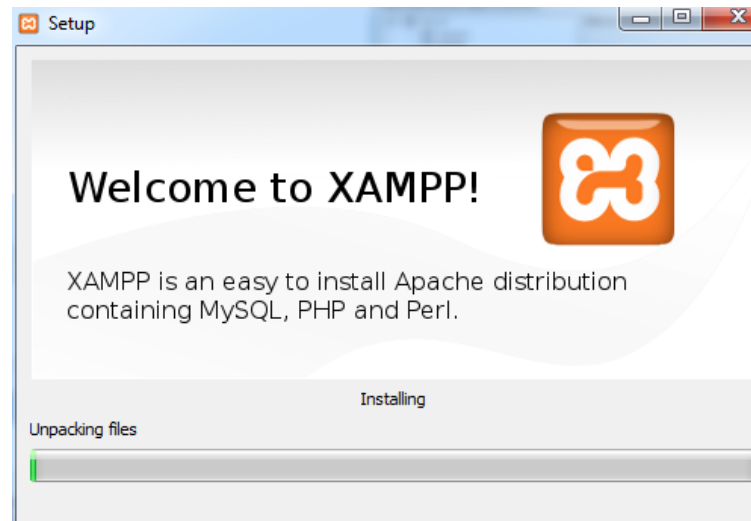 Setup
Welcome to XAMPP!
XAMPP is an easy to install Apache distribution
containing MySQL, PHP and Perl.
Installing
Unpacking files